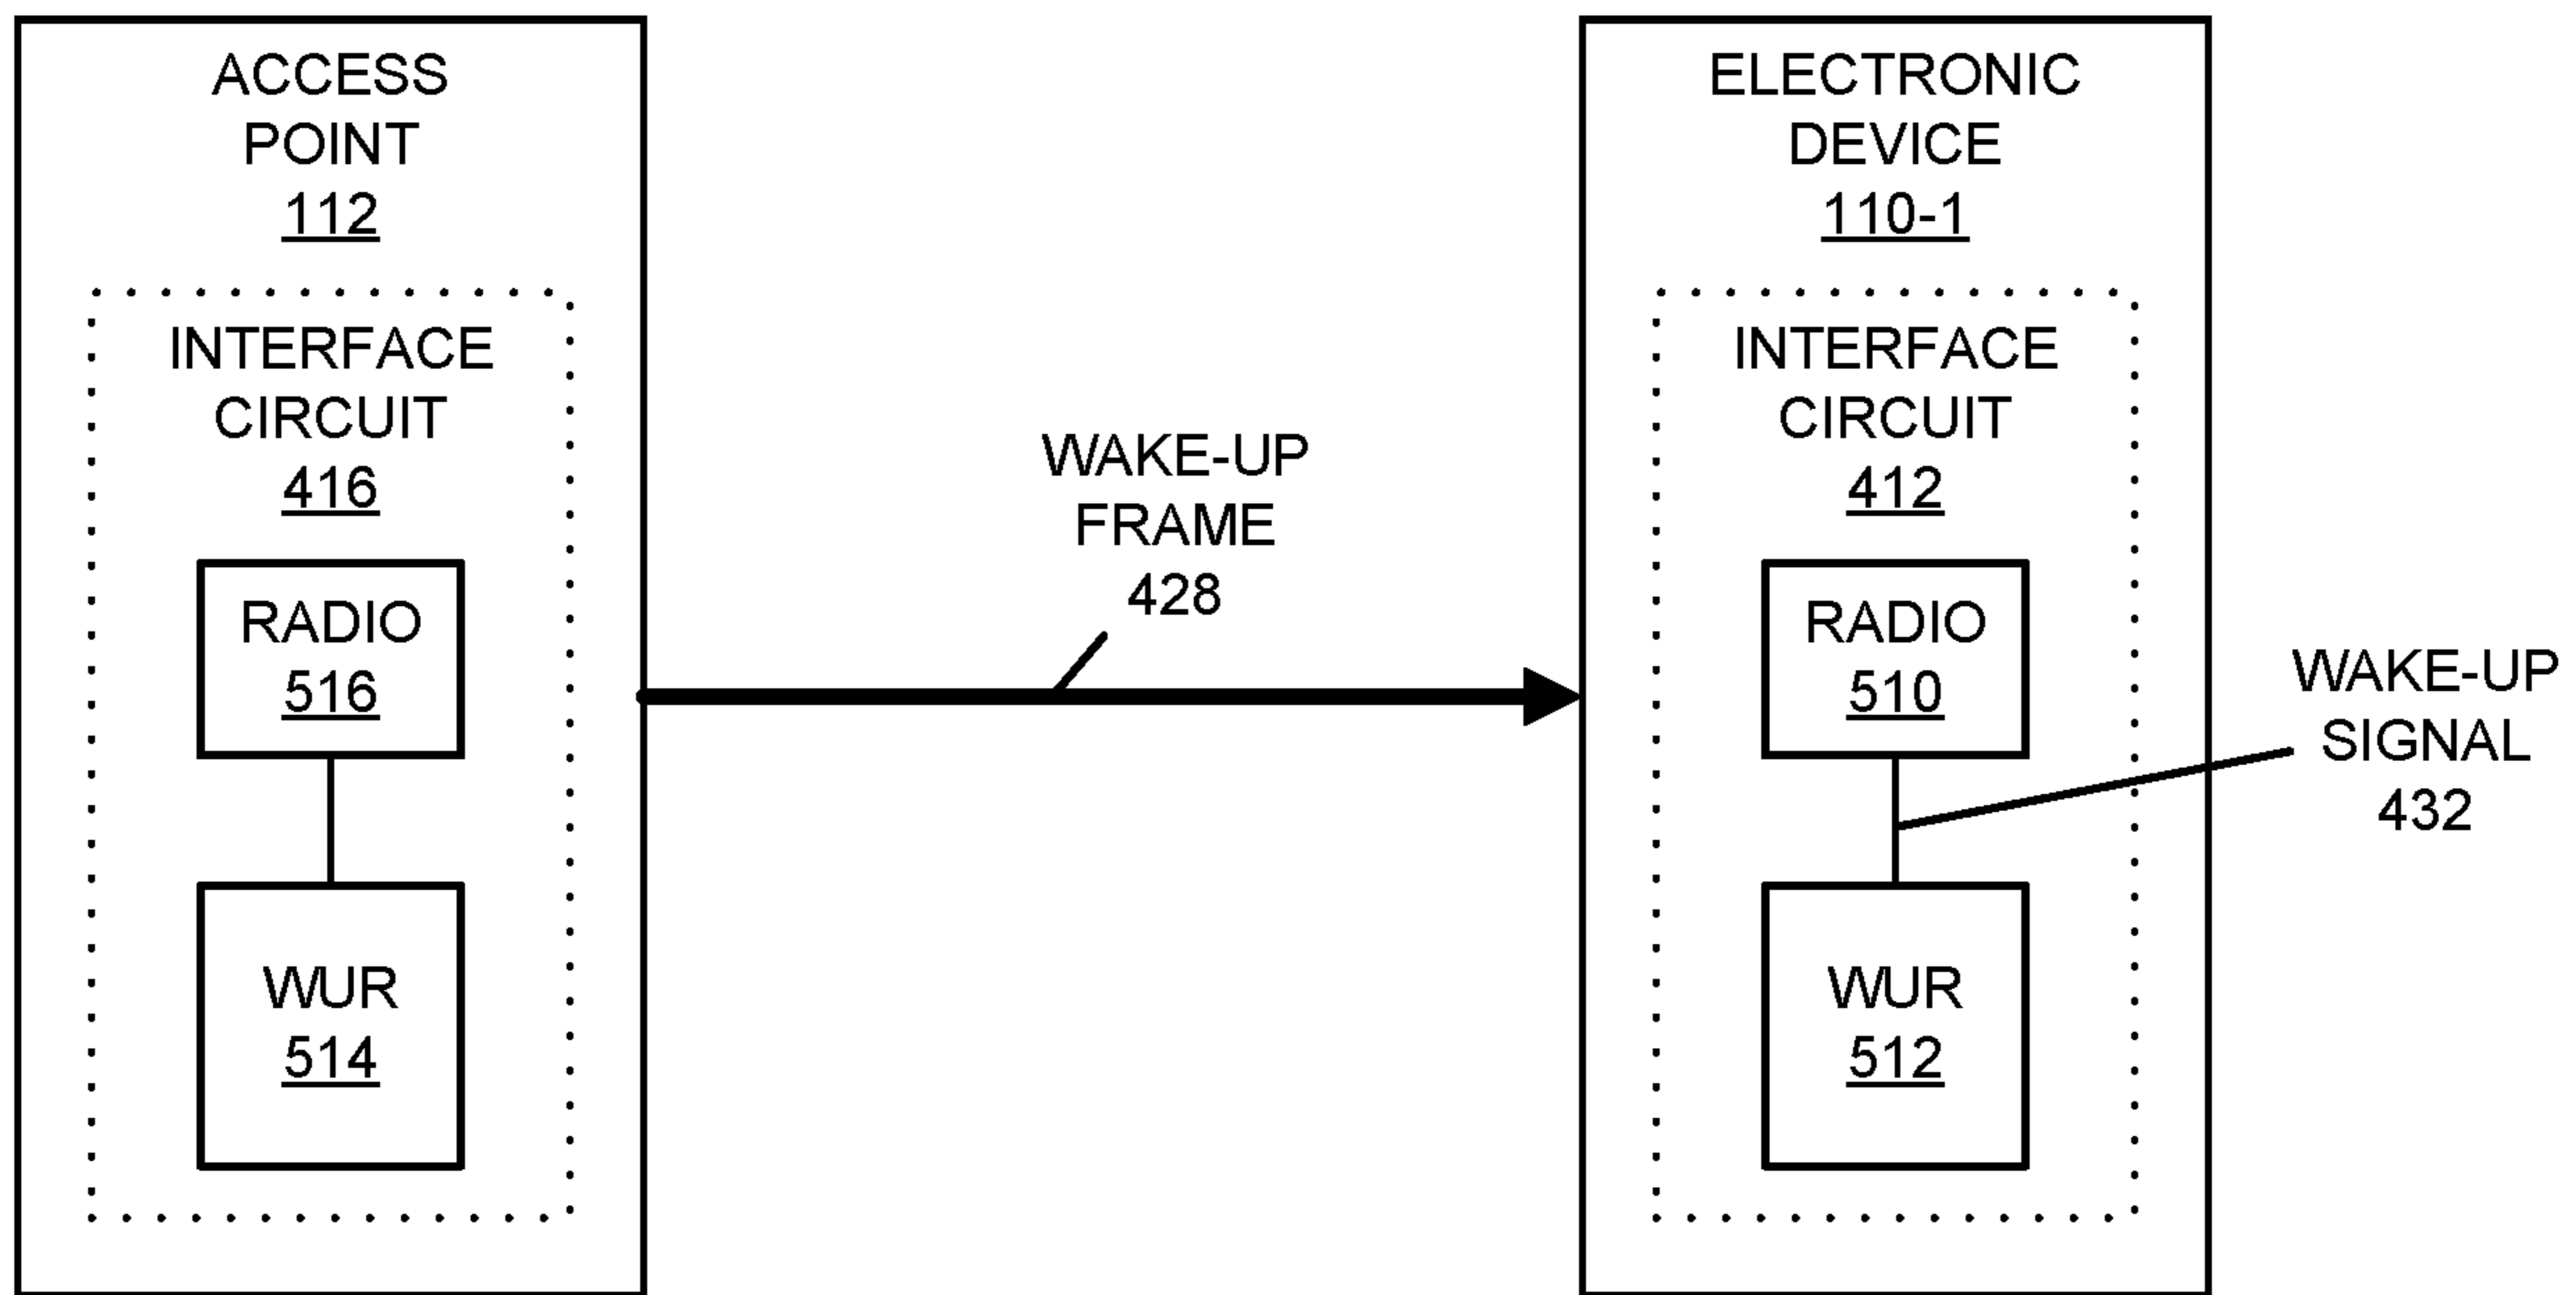 ACCESS
POINT
112
INTERFACE
CIRCUIT
416
RADIO
516
WUR
514
WAKE-UP
FRAME
428
ELECTRONIC
DEVICE
110-1
INTERFACE
CIRCUIT
412
RADIO
510
WUR
512
WAKE-UP
SIGNAL
432